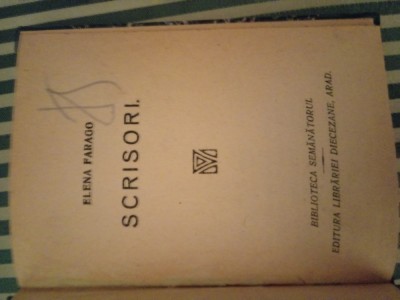 ELENA FARAGO
SCRISORI.
BIBLIOTECA SEMĂNĂTORUL
EDITURA LIBRĂRIEI DIECEZANE, ARAD.